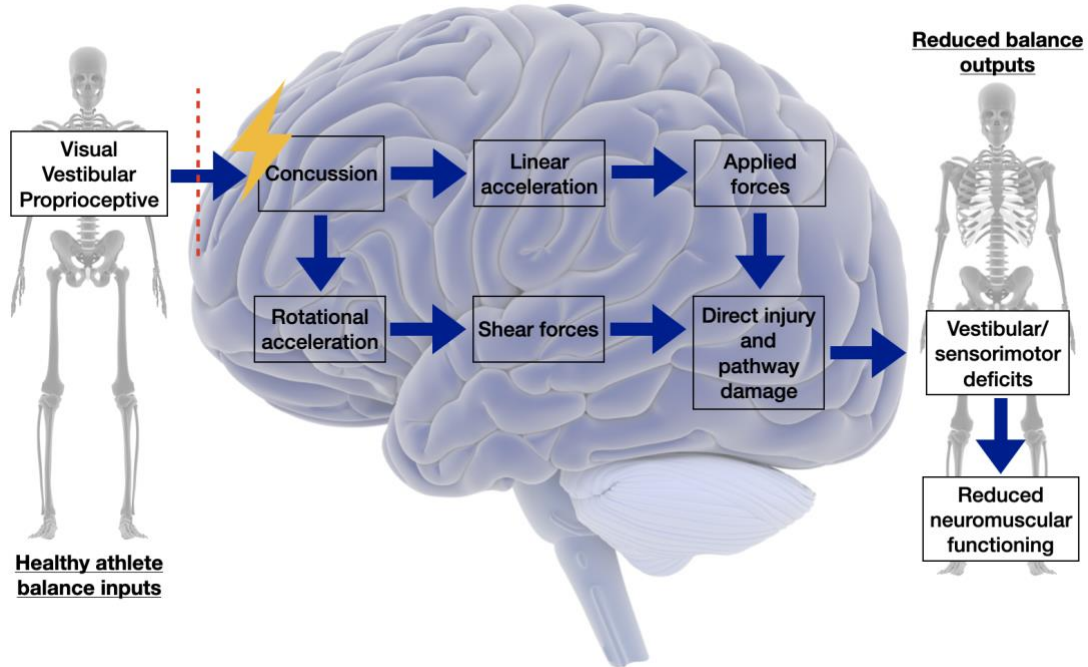 Reduced balance
outputs
Visual
Vestibular
Proprioceptive
Concussion
Linear
acceleration
Applied
forces
Rotational
acceleration
Shear forces
Direct injury
and
pathway
damage
Vestibular/
sensorimotor
deficits
Reduced
neuromuscular
functioning
Healthy athlete
balance inputs